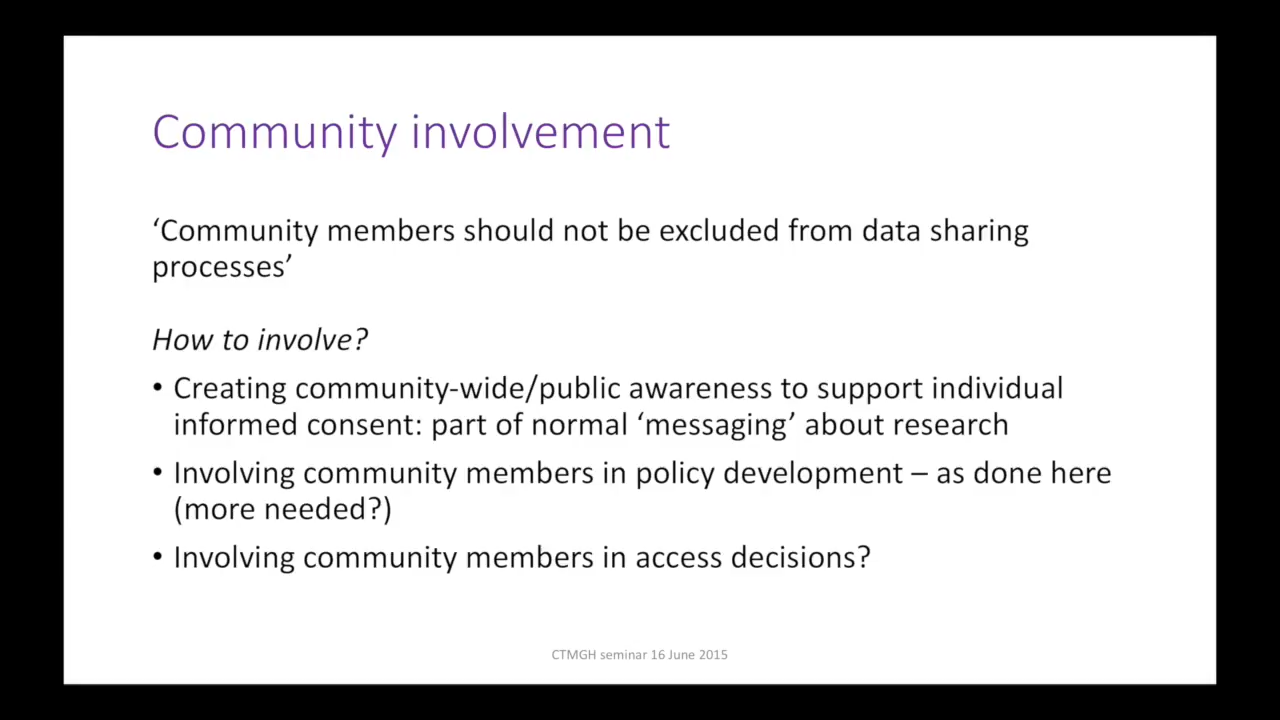 Community involvement
‘Community members should not be excluded from data sharing
processes’
How to involve?
• Creating community-wide/public awareness to support individual
informed consent: part of normal ‘messaging’ about research
• Involving community members in policy development – as done here
(more needed?)
• Involving community members in access decisions?
CTMGH seminar 16 June 2015